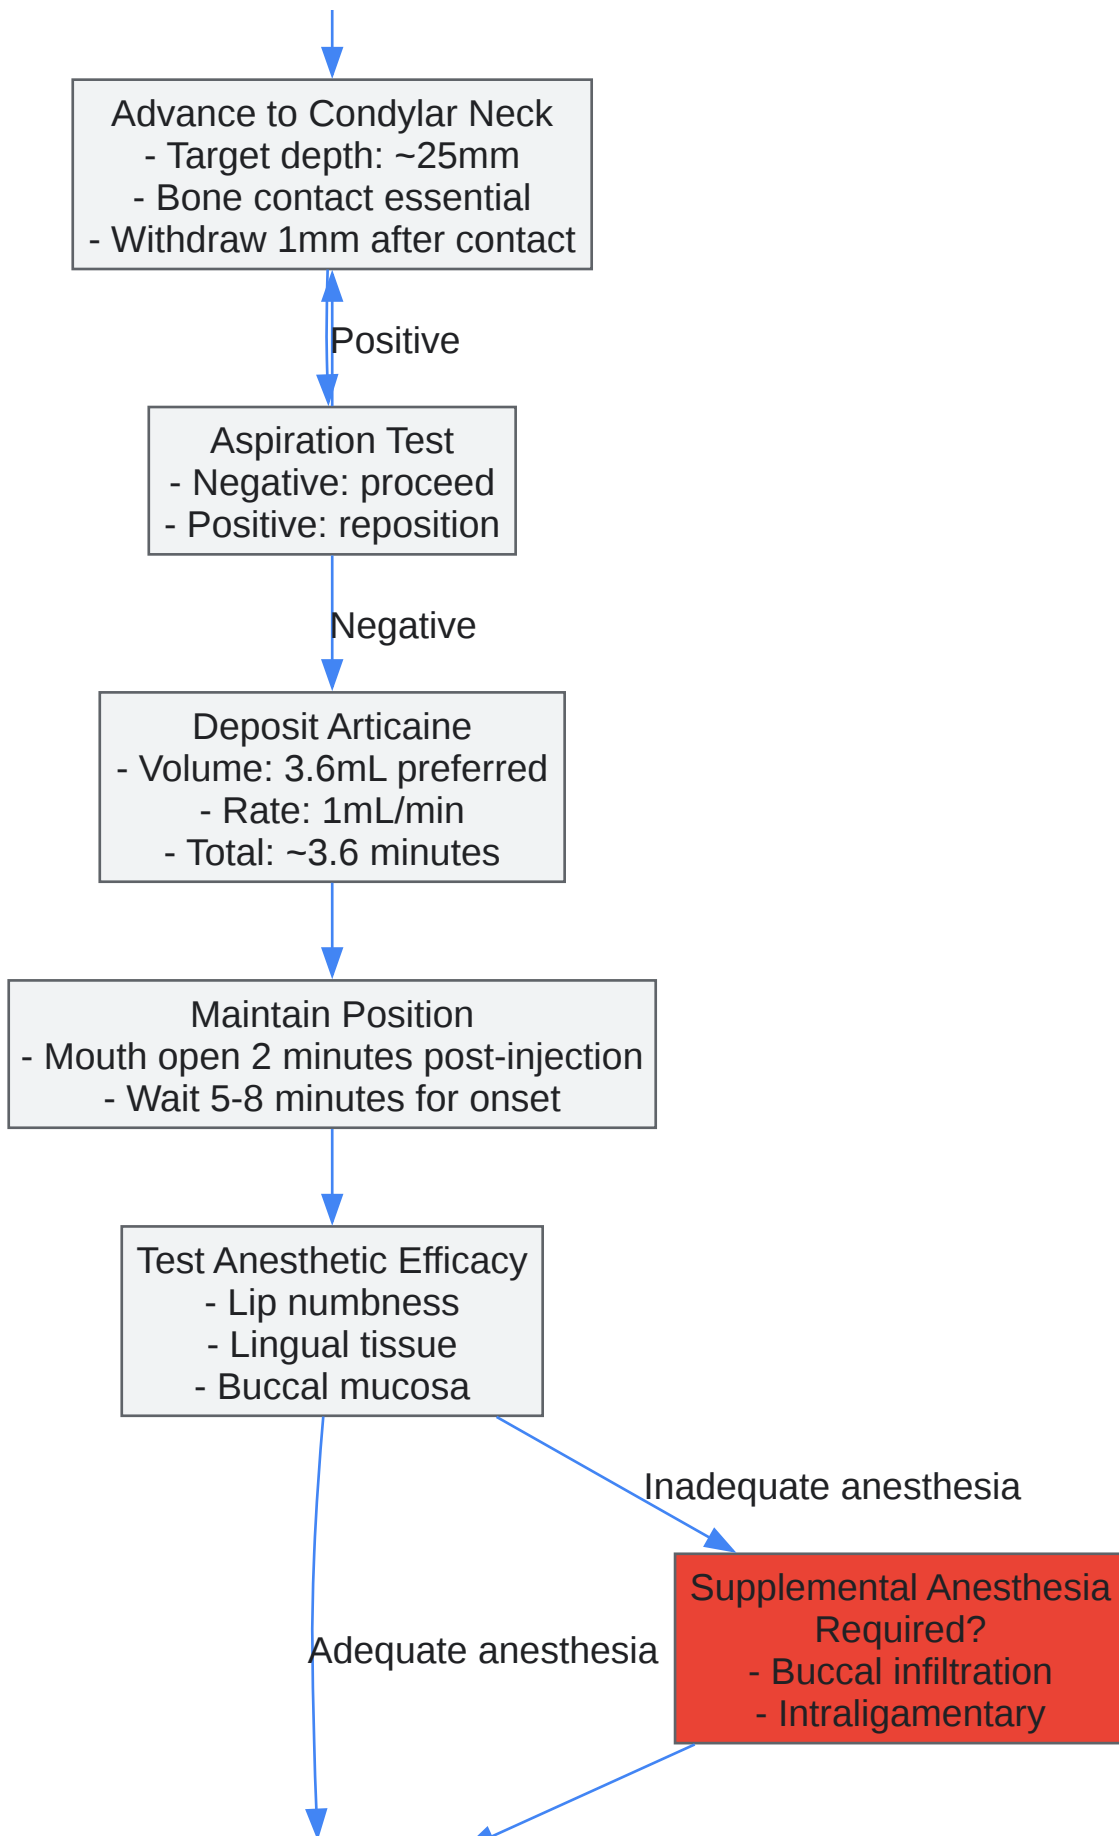 Advance to Condylar Neck
- Target depth: ~25mm
- Bone contact essential
- Withdraw 1mm after contact
Positive
Aspiration Test
- Negative: proceed
- Positive: reposition
Negative
Deposit Articaine
- Volume: 3.6mL preferred
- Rate: 1mL/min
- Total: ~3.6 minutes
Maintain Position
- Mouth open 2 minutes post-injection
- Wait 5-8 minutes for onset
Test Anesthetic Efficacy
- Lip numbness
- Lingual tissue
- Buccal mucosa
Inadequate anesthesia
Supplemental Anesthesia
Required?
- Buccal infiltration
- Intraligamentary
Adequate anesthesia